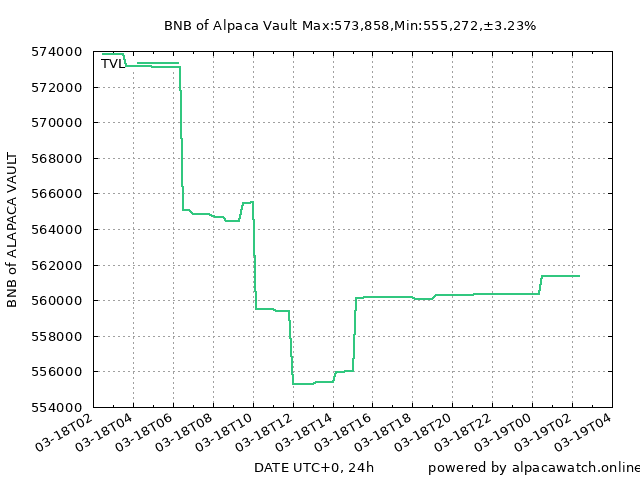 BNB of Alpaca Vault Max:573,858,Min:555,272,±3.23%
574000
TVL
572000
570000
568000
566000
564000
562000
560000
558000
556000
554000
BNB of ALAPACA VAULT
03-18T02
03-18T04
03-18T06
03-18T08
03-18T10
03-18T12
03-18T14
03-18T16
03-18T18
03-18T20
03-18T22
03-19T00
03-19T02
03-19T04
DATE UTC+0, 24h
powered by alpacawatch.online